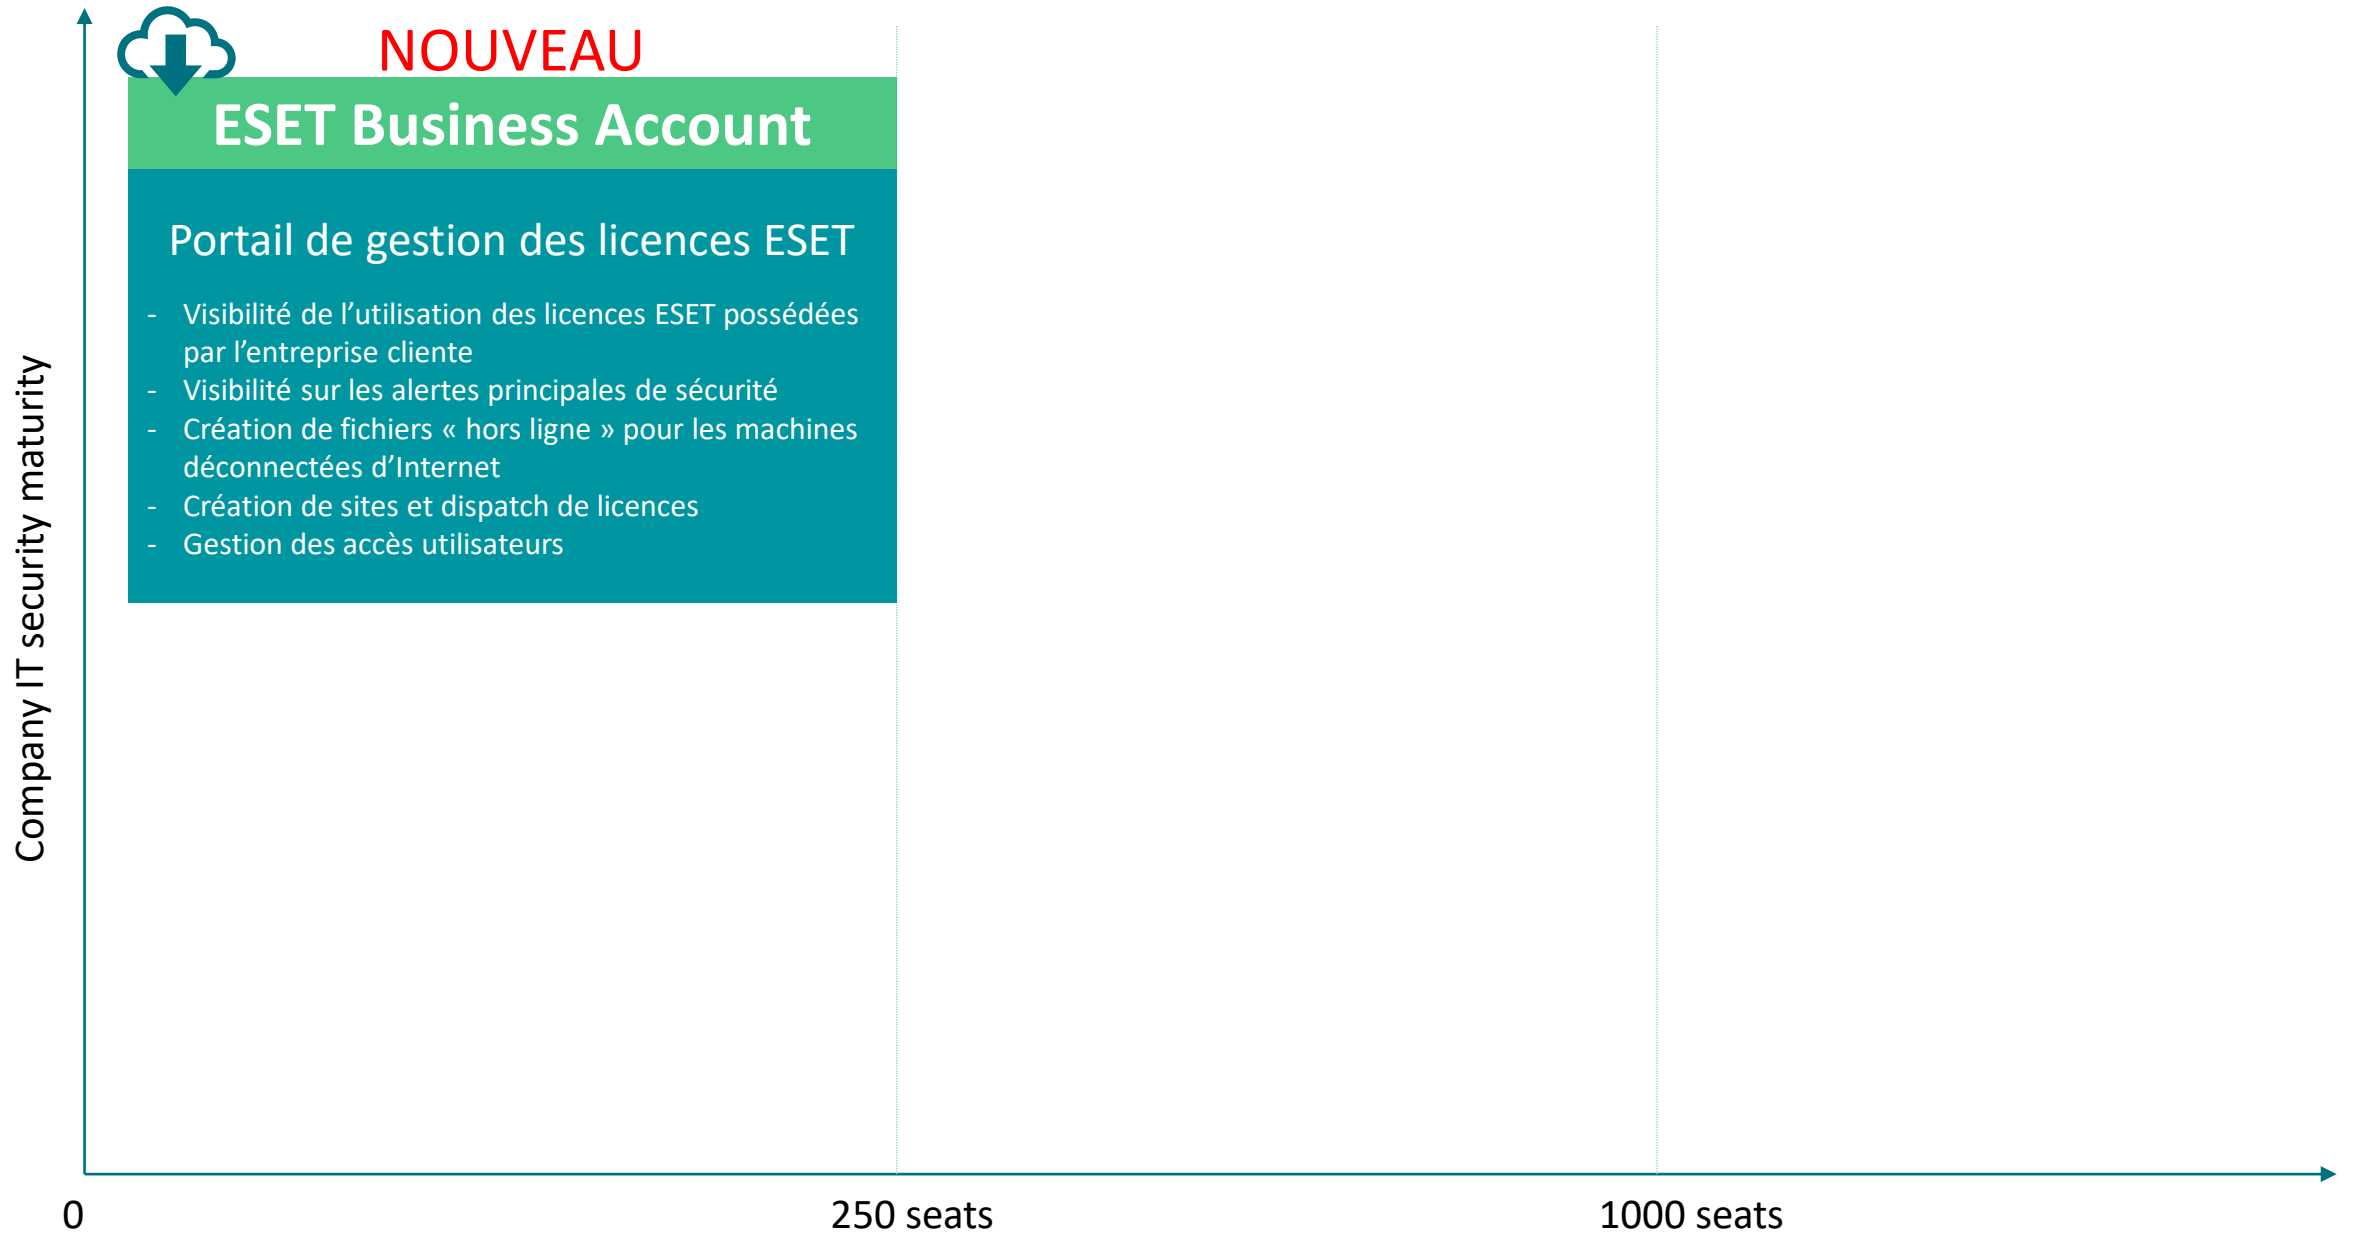 NOUVEAU
ESET Business Account
Portail de gestion des licences ESET
- Visibilité de l’utilisation des licences ESET possédées
par l’entreprise cliente
- Visibilité sur les alertes principales de sécurité
- Création de fichiers « hors ligne » pour les machines
déconnectées d’Internet
- Création de sites et dispatch de licences
- Gestion des accès utilisateurs
Company IT security maturity
0
250 seats
1000 seats